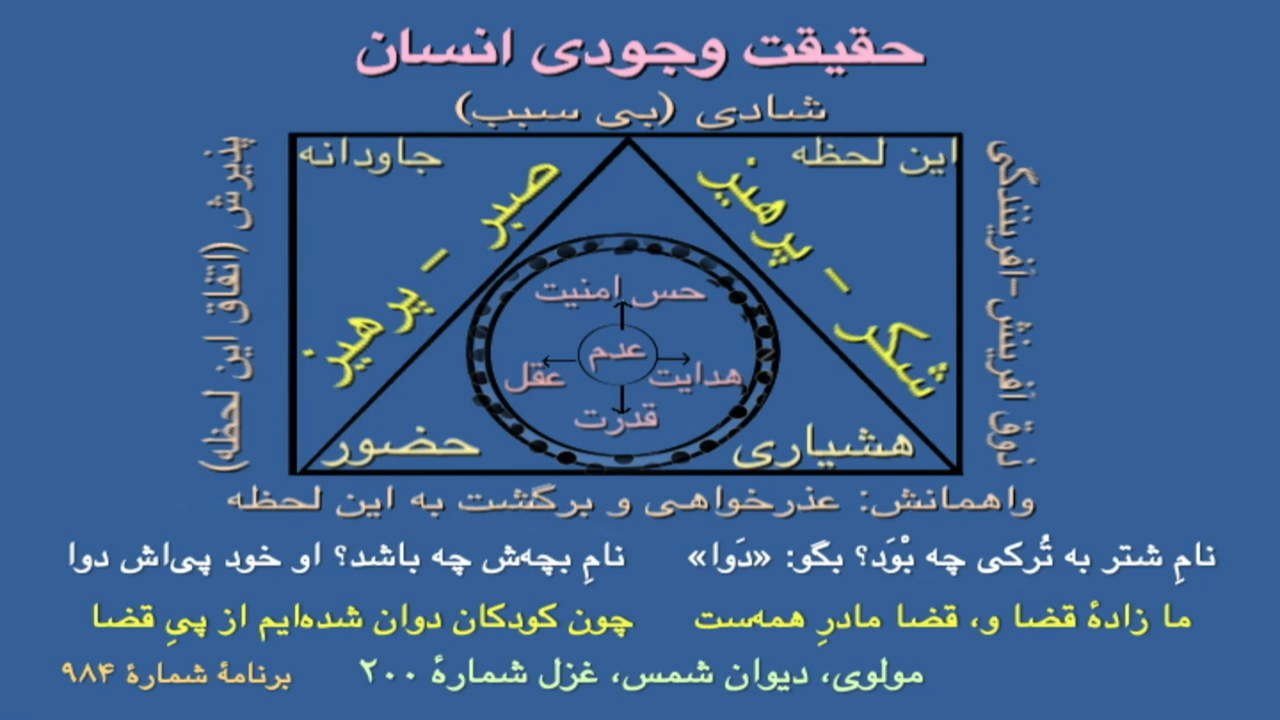 حقیقت وجودی انسان
شادی (بی سبب)
ذوق آفرینش-آفرینندگی
پذیرش (اتفاق این لحظه)
این لحظه
جاودانه
شکر - پرهیز
صبر - پرهیز
حس امنیت
عدم
هدایت
عقل
قدرت
هشیاری
حضور
واهمانش: عذرخواهی و برگشت به این لحظه
نامِ شتر به تُرکی چه بْوَد؟ بگو: «دَوا» نامِ بچه‌ش چه باشد؟ او خود پی‌اش دوا
ما زادهٔ قضا و، قضا مادرِ همه‌ست چون کودکان دوان شده‌ایم از پیِ قضا
مولوی، دیوان شمس، غزل شمارهٔ ۲۰۰
برنامهٔ شمارهٔ ۹۸۴